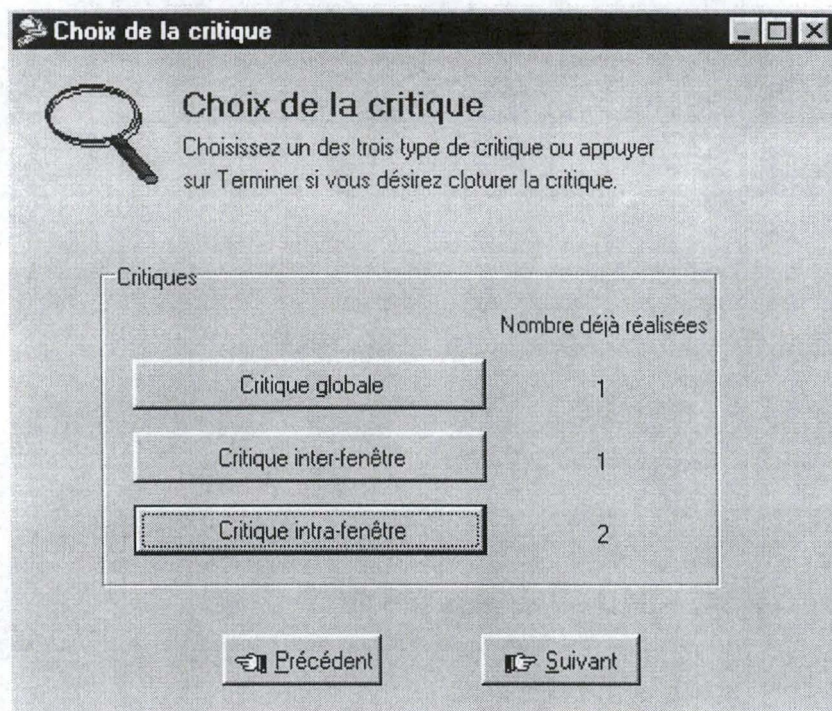 Choix de la critique
Choix de la critique
Choisissez un des trois type de critique ou appuyer
sur Terminer si vous désirez cloturer la critique.
Critiques
Nombre déjà réalisées
Critique globale 1
Critique inter-fenêtre 1
Critique intra-fenêtre 2
Précédent Suivant